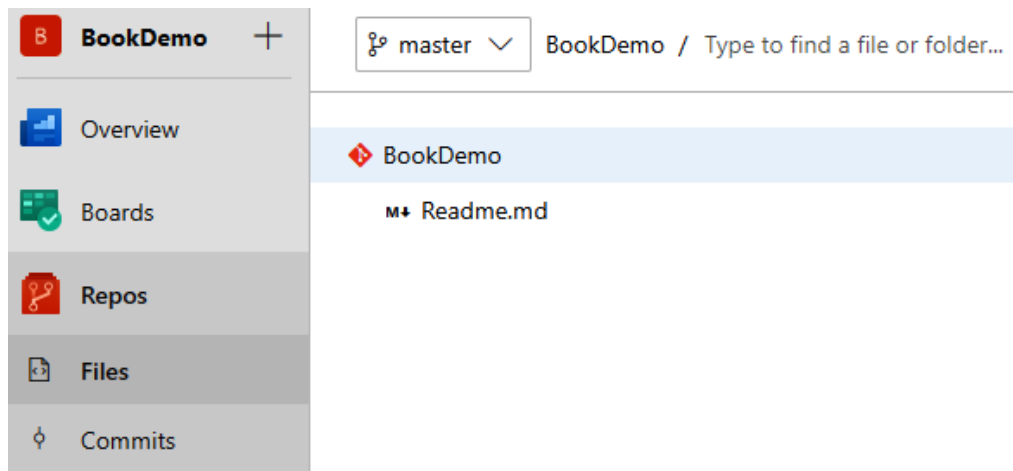 B BookDemo +
master BookDemo / Type to find a file or folder...
Overview
BookDemo
Boards
M↓ Readme.md
Repos
Files
Commits